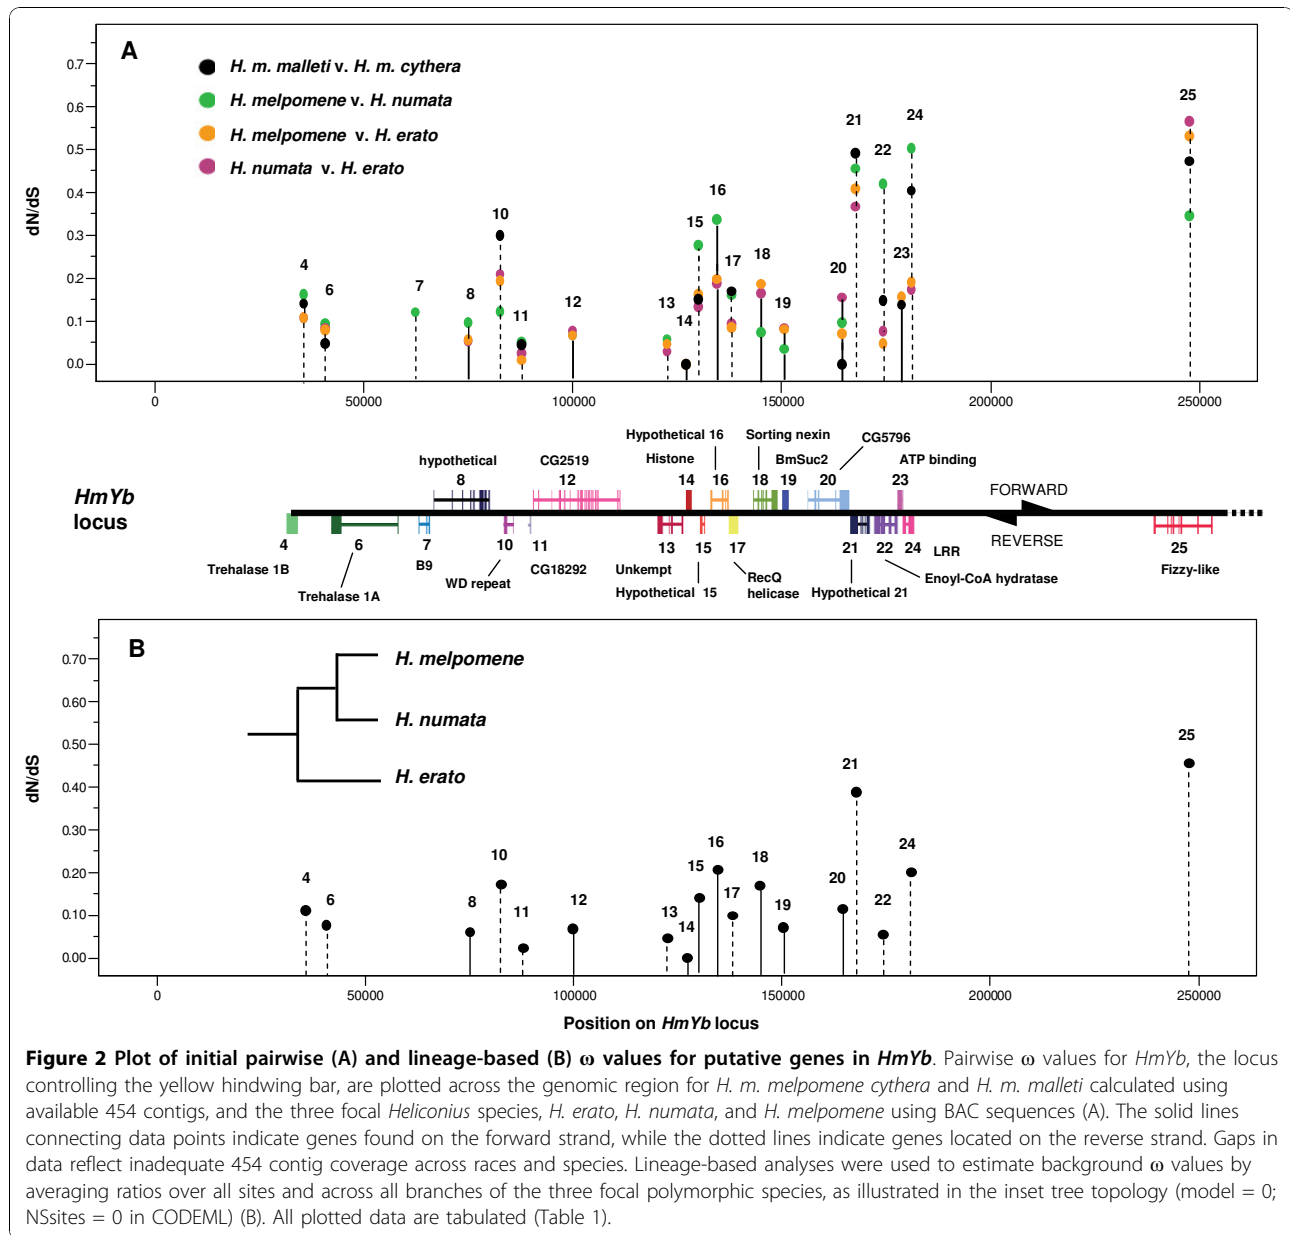 A
H. m. malleti v. H. m. cythera
H. melpomene v. H. numata
H. melpomene v. H. erato
H. numata v. H. erato
dN/dS
0.7
0.6
0.5
0.4
0.3
0.2
0.1
0.0
4
6
7
8
10
11
12
13
14
15
16
17
18
19
20
21
22
23
24
25
0 50000 100000 150000 200000 250000
HmYb
locus
Hypothetical 16 Sorting nexin CG5796
hypothetical CG2519 Histone BmSuc2 ATP binding
8 12 14 16 18 19 20 23 FORWARD
4 6 7 10 11 13 15 17 21 22 24 REVERSE 25
Trehalase 1B B9 CG18292 Unkempt RecQ LRR Fizzy-like
WD repeat Enoyl-CoA hydratase
Trehalase 1A Hypothetical 15 helicase Hypothetical 21
B
H. melpomene
H. numata
H. erato
dN/dS
0.70
0.60
0.50
0.40
0.30
0.20
0.10
0.00
4
6
8
10
11
12
13
14
15
16
17
18
19
20
21
22
24
25
0 50000 100000 150000 200000 250000
Position on HmYb locus
Figure 2 Plot of initial pairwise (A) and lineage-based (B) ω values for putative genes in HmYb. Pairwise ω values for HmYb, the locus
controlling the yellow hindwing bar, are plotted across the genomic region for H. m. melpomene cythera and H. m. malleti calculated using
available 454 contigs, and the three focal Heliconius species, H. erato, H. numata, and H. melpomene using BAC sequences (A). The solid lines
connecting data points indicate genes found on the forward strand, while the dotted lines indicate genes located on the reverse strand. Gaps in
data reflect inadequate 454 contig coverage across races and species. Lineage-based analyses were used to estimate background ω values by
averaging ratios over all sites and across all branches of the three focal polymorphic species, as illustrated in the inset tree topology (model = 0;
NSsites = 0 in CODEML) (B). All plotted data are tabulated (Table 1).